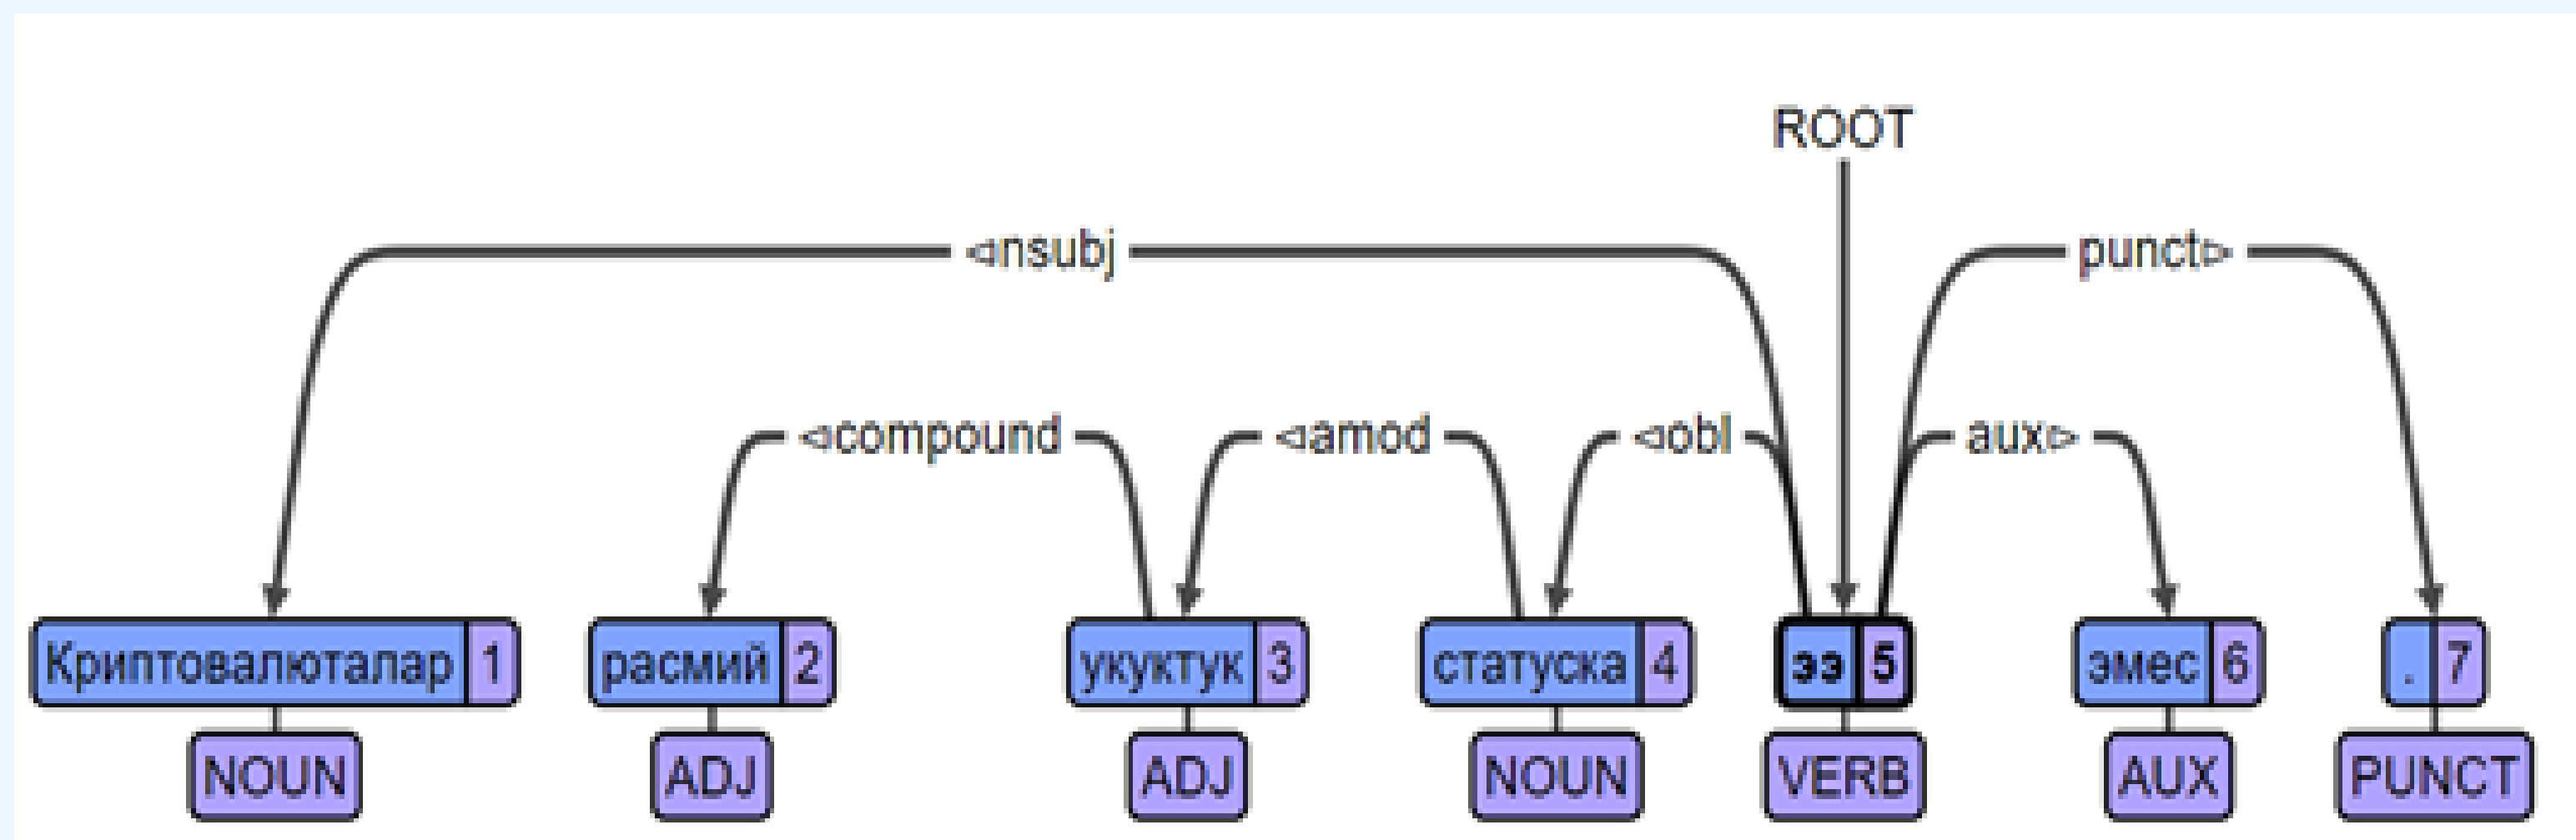 ROOT
◁nsubj punct▷
◁compound ◁amod ◁obl aux▷
Криптовалюталар 1 расмий 2 укуктук 3 статуска 4 ээ 5 эмес 6 . 7
NOUN ADJ ADJ NOUN VERB AUX PUNCT